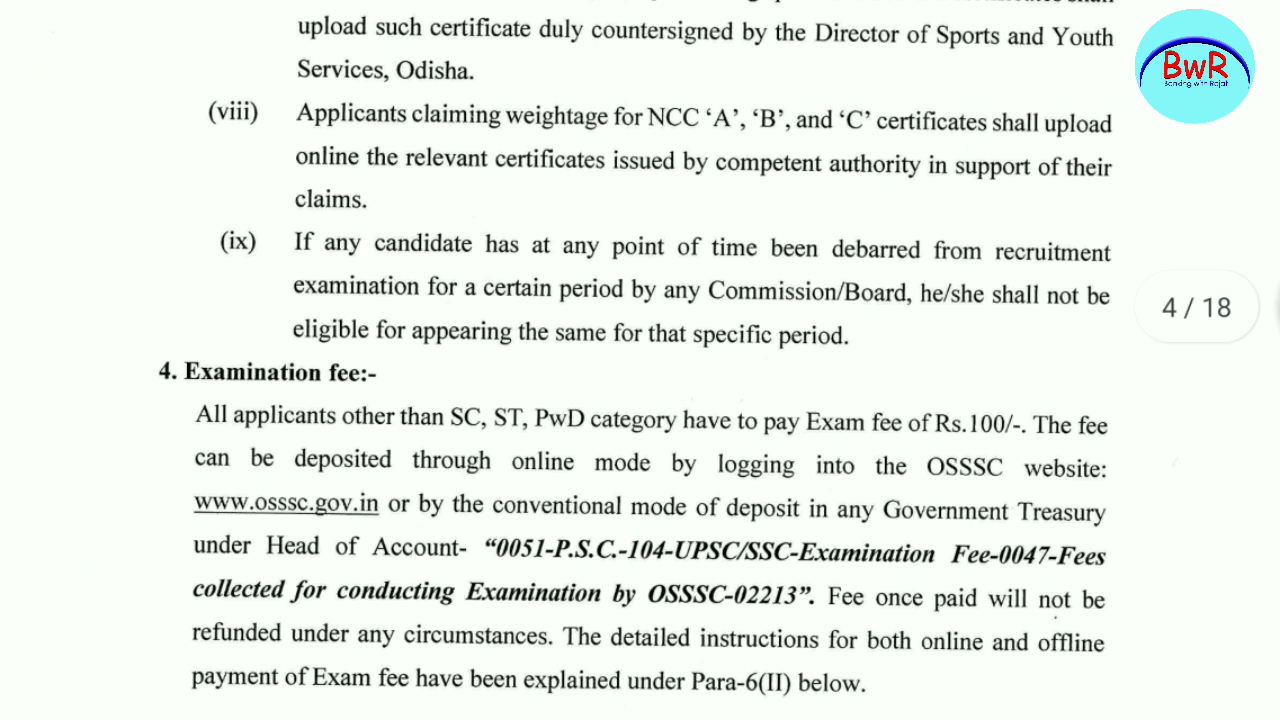 upload such certificate duly countersigned by the Director of Sports and Youth
Services, Odisha.
(viii) Applicants claiming weightage for NCC ‘A’, ‘B’, and ‘C’ certificates shall upload
online the relevant certificates issued by competent authority in support of their
claims.
(ix) If any candidate has at any point of time been debarred from recruitment
examination for a certain period by any Commission/Board, he/she shall not be
eligible for appearing the same for that specific period.
4. Examination fee:-
All applicants other than SC, ST, PwD category have to pay Exam fee of Rs.100/-. The fee
can be deposited through online mode by logging into the OSSSC website:
www.osssc.gov.in or by the conventional mode of deposit in any Government Treasury
under Head of Account- “0051-P.S.C.-104-UPSC/SSC-Examination Fee-0047-Fees
collected for conducting Examination by OSSSC-02213”. Fee once paid will not be
refunded under any circumstances. The detailed instructions for both online and offline
payment of Exam fee have been explained under Para-6(II) below.
BwR
Banking with Rajat
4 / 18